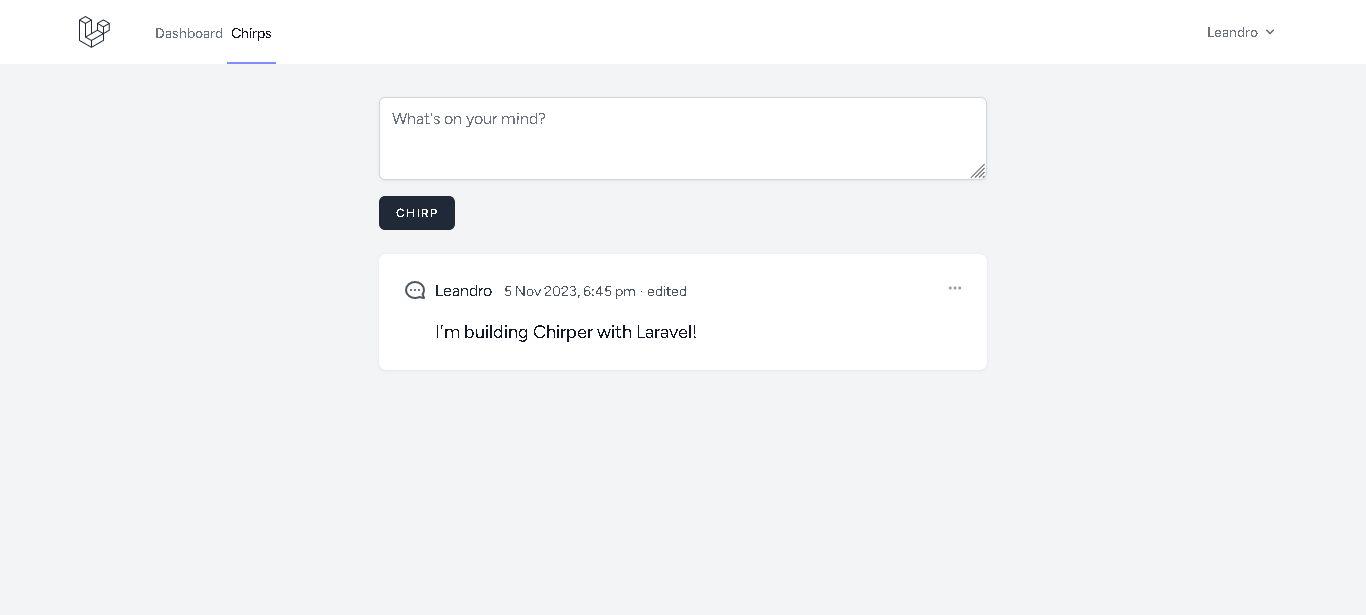 Dashboard Chirps Leandro
What's on your mind?
CHIRP
Leandro 5 Nov 2023, 6:45 pm · edited
I'm building Chirper with Laravel!